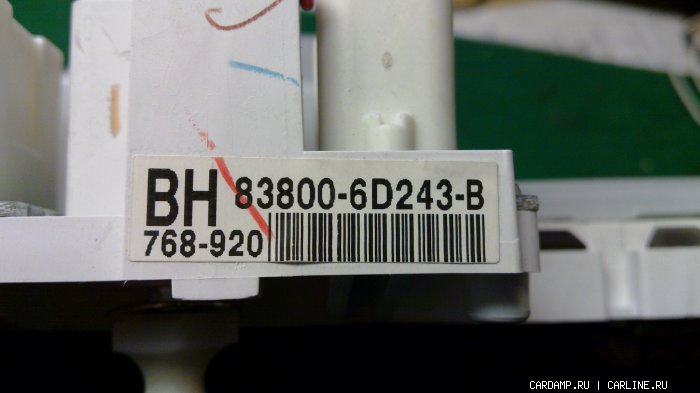 BH 83800-6D243-B
768-920
CARDAMP.RU | CARLINE.RU